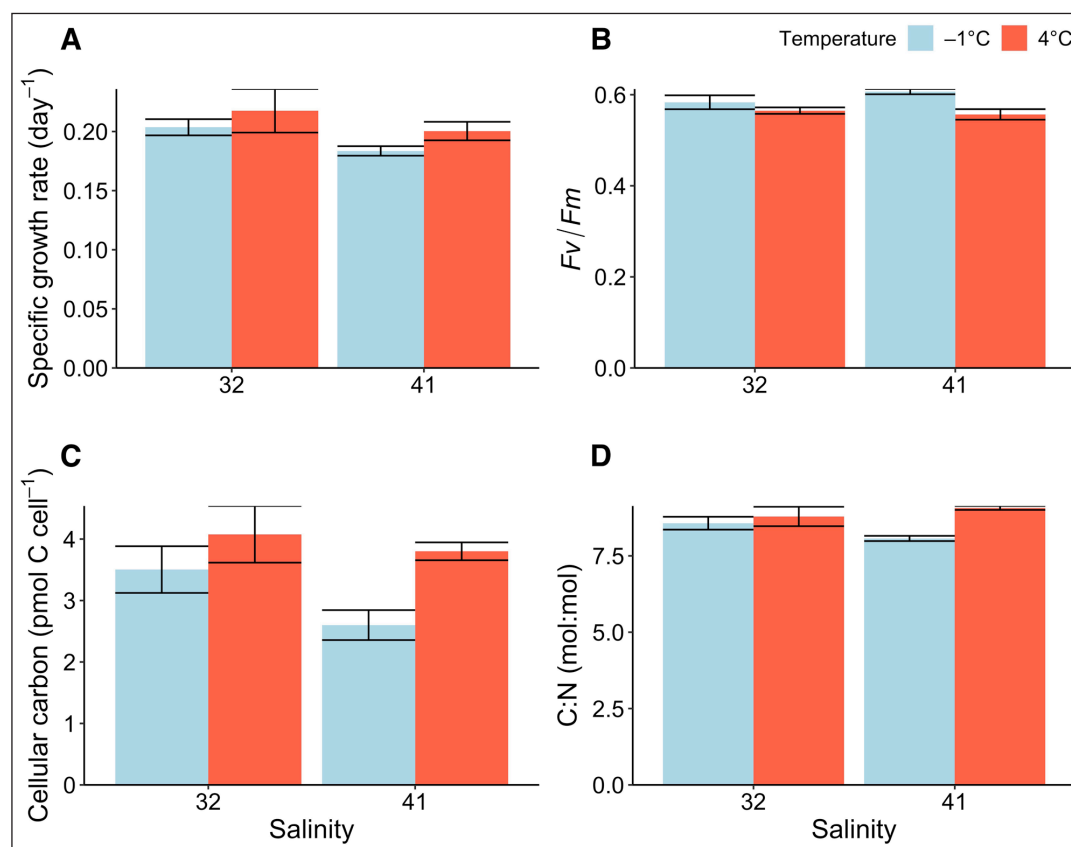 A
B
Temperature –1°C 4°C
Specific growth rate (day⁻¹)
0.20
0.15
0.10
0.05
0.00
32 41
Fv/Fm
0.6
0.4
0.2
0.0
32 41
C
D
Cellular carbon (pmol C cell⁻¹)
4
3
2
1
0
32 41
Salinity
C:N (mol:mol)
7.5
5.0
2.5
0.0
32 41
Salinity